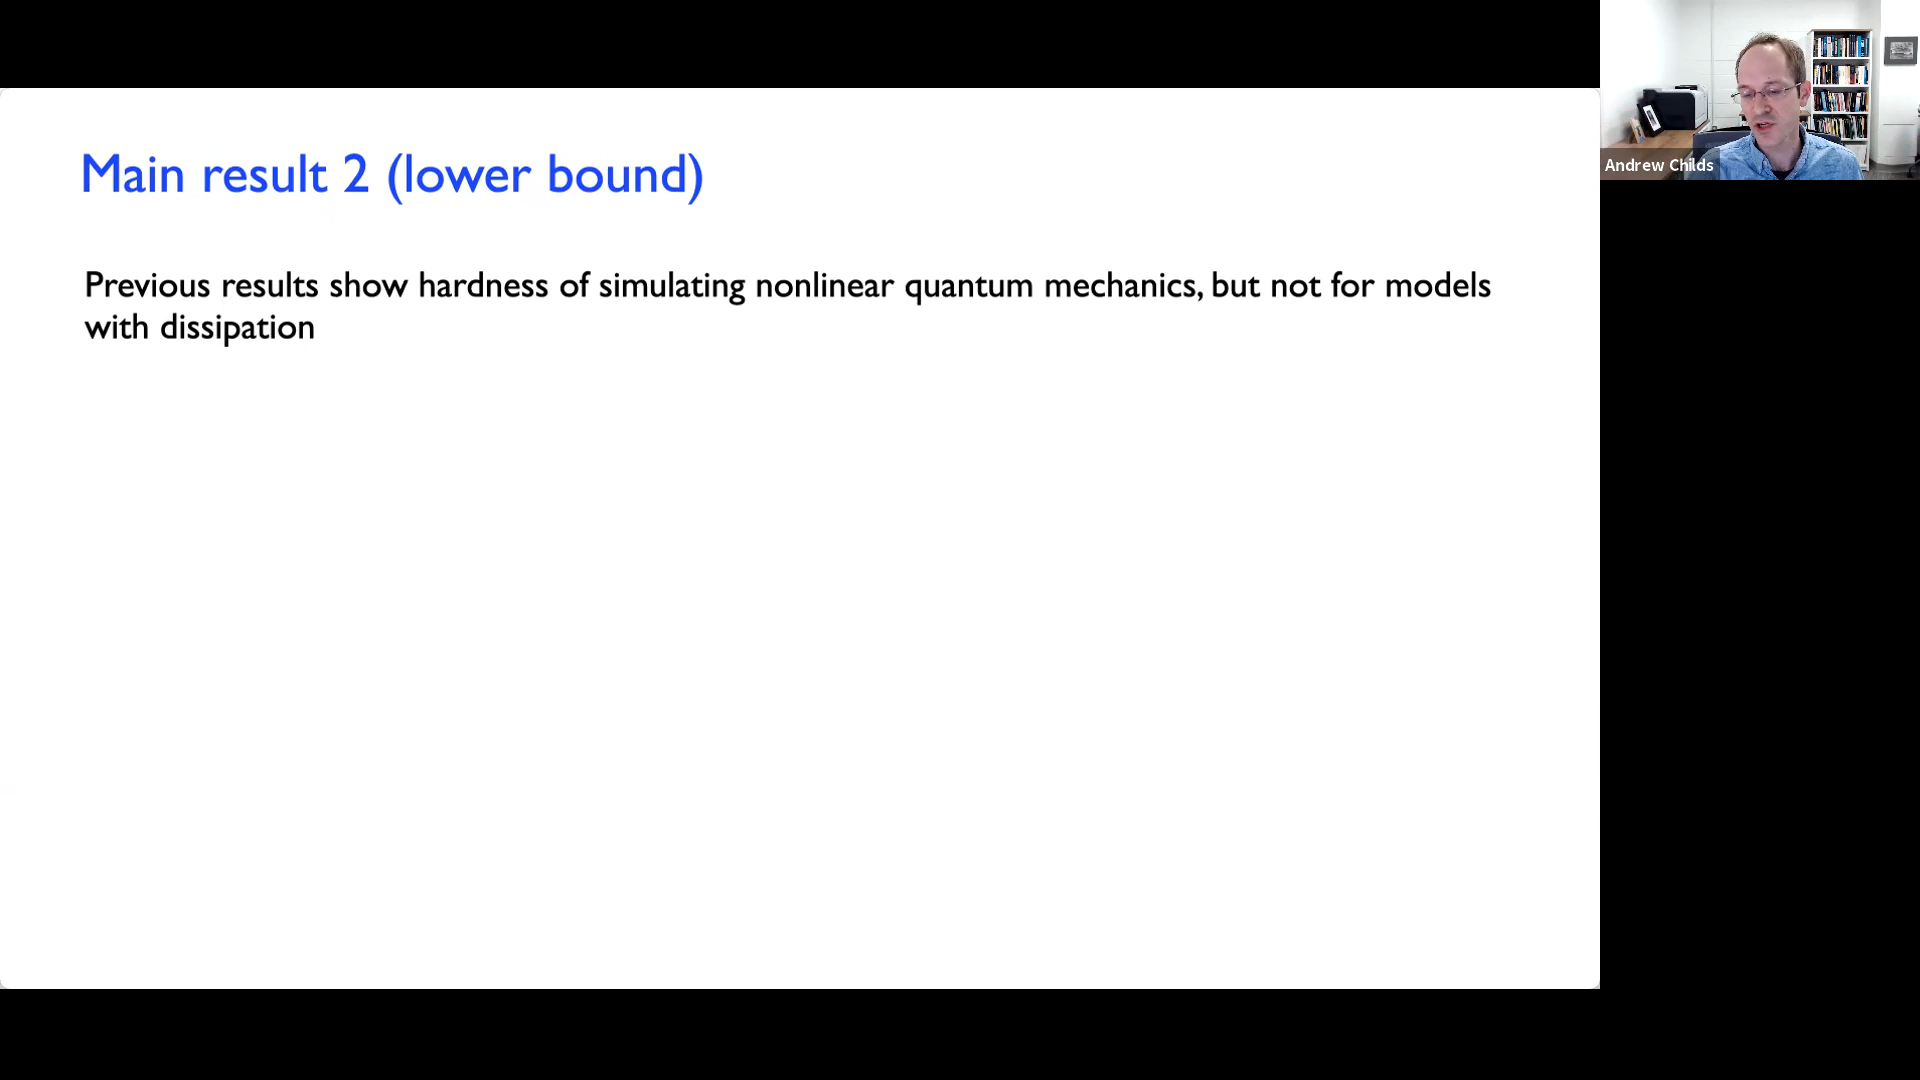 Main result 2 (lower bound)
Previous results show hardness of simulating nonlinear quantum mechanics, but not for models
with dissipation
Andrew Childs